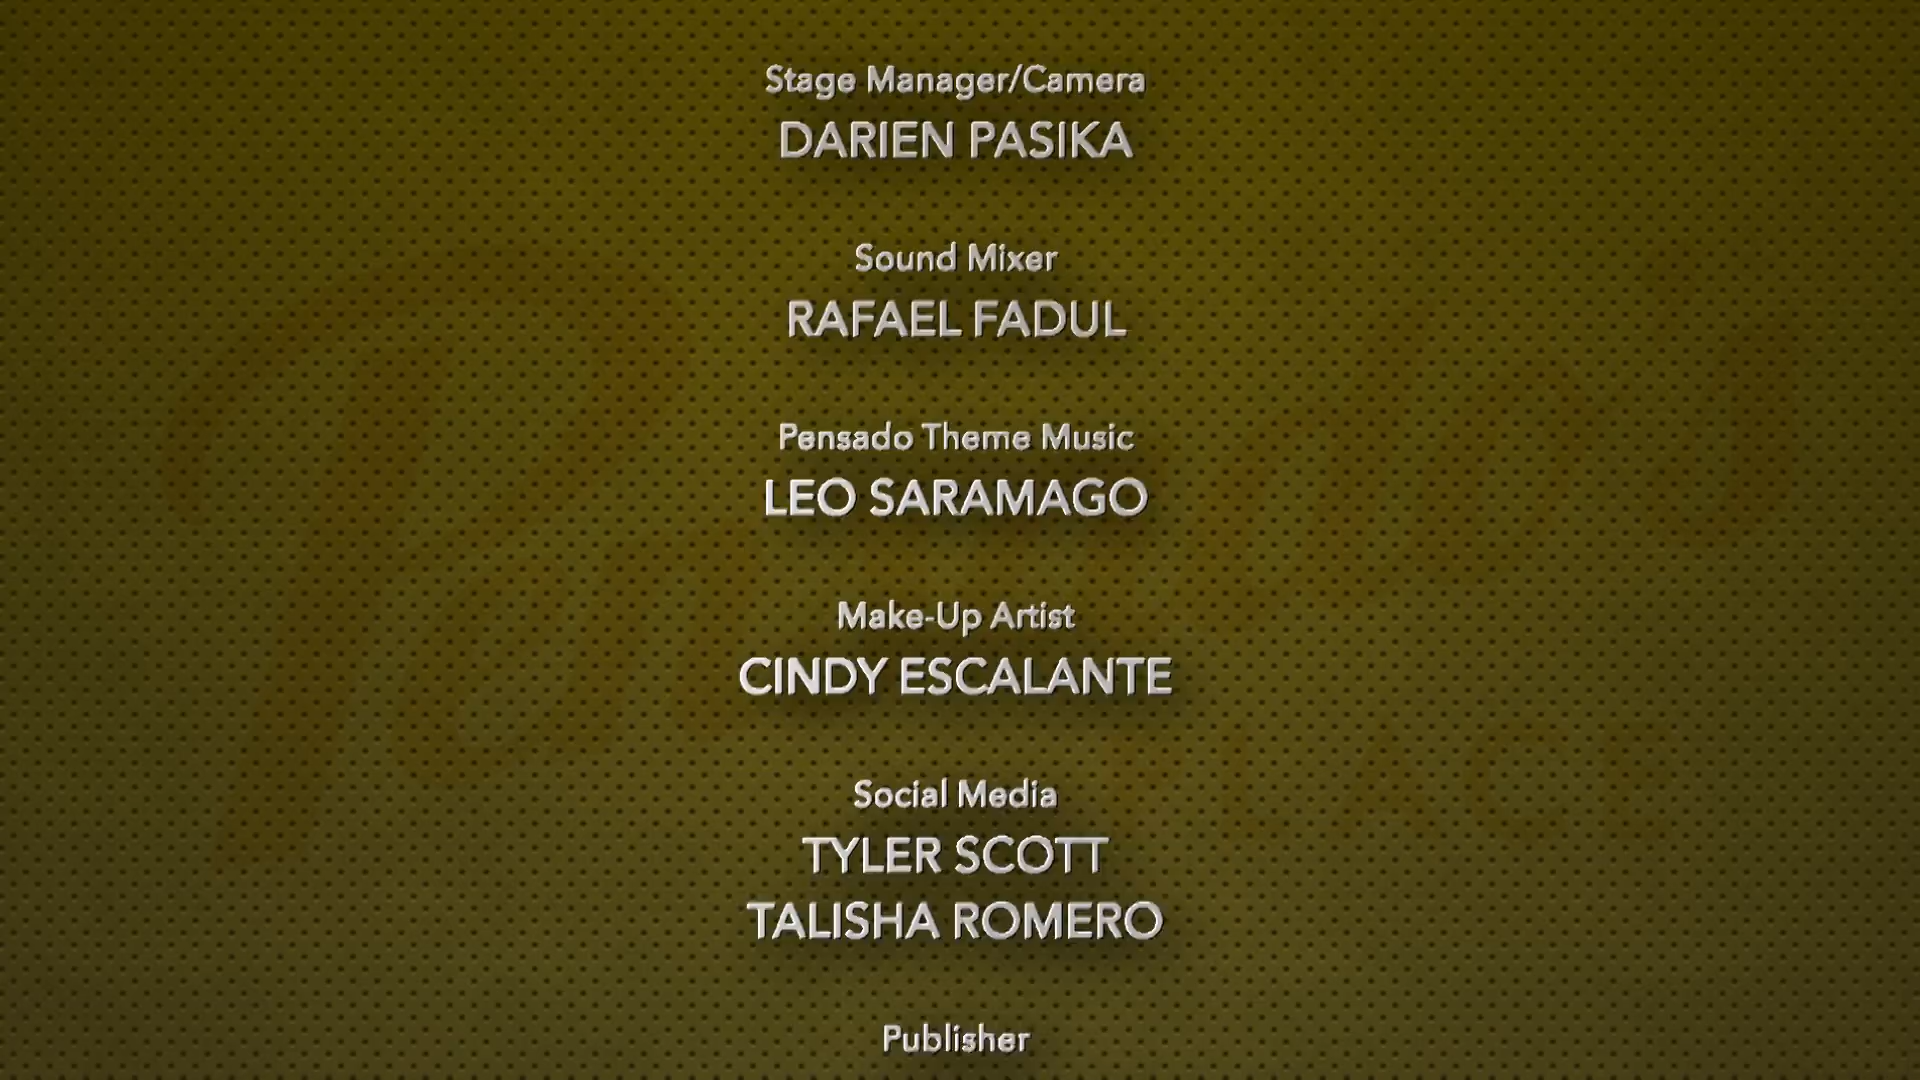 Stage Manager/Camera
DARIEN PASIKA
Sound Mixer
RAFAEL FADUL
Pensado Theme Music
LEO SARAMAGO
Make-Up Artist
CINDY ESCALANTE
Social Media
TYLER SCOTT
TALISHA ROMERO
Publisher